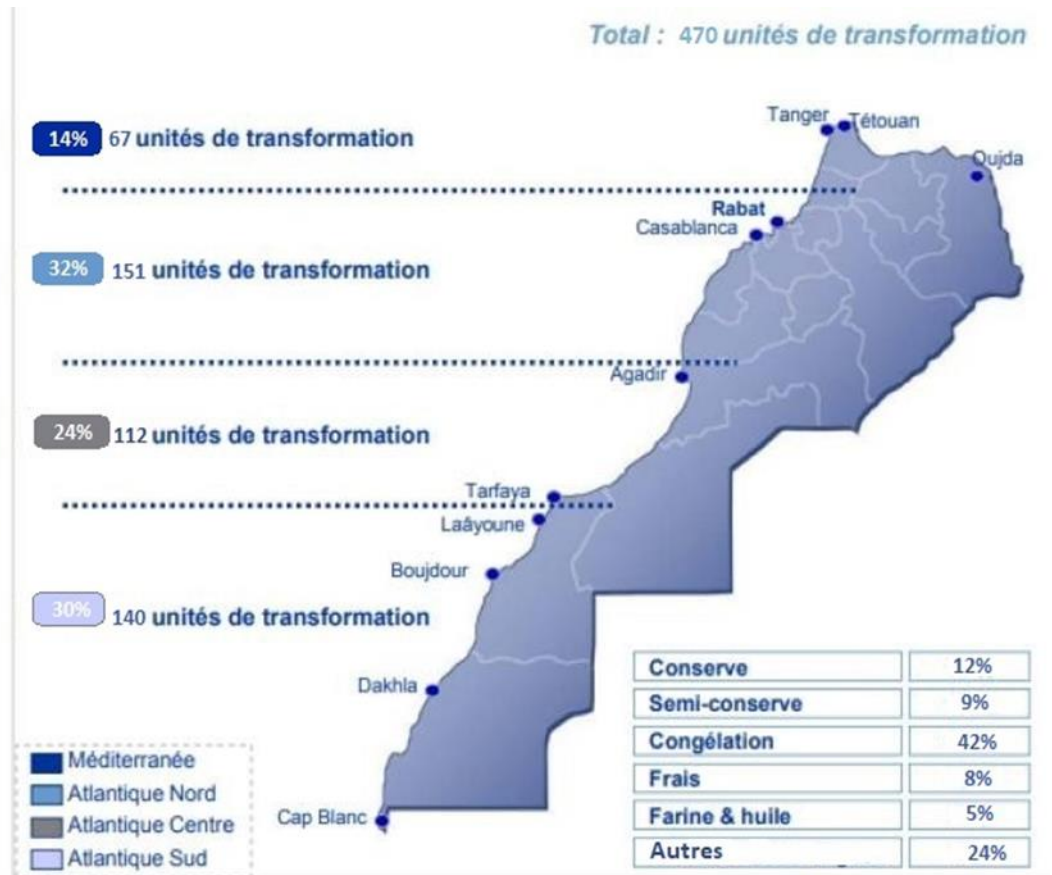 Total : 470 unités de transformation
14% 67 unités de transformation
Tanger
Tétouan
Oujda
Rabat
Casablanca
32% 151 unités de transformation
Agadir
24% 112 unités de transformation
Tarfaya
Laâyoune
Boujdour
30% 140 unités de transformation
Dakhla
Cap Blanc
Conserve 12%
Semi-conserve 9%
Congélation 42%
Frais 8%
Farine & huile 5%
Autres 24%
Méditerranée
Atlantique Nord
Atlantique Centre
Atlantique Sud